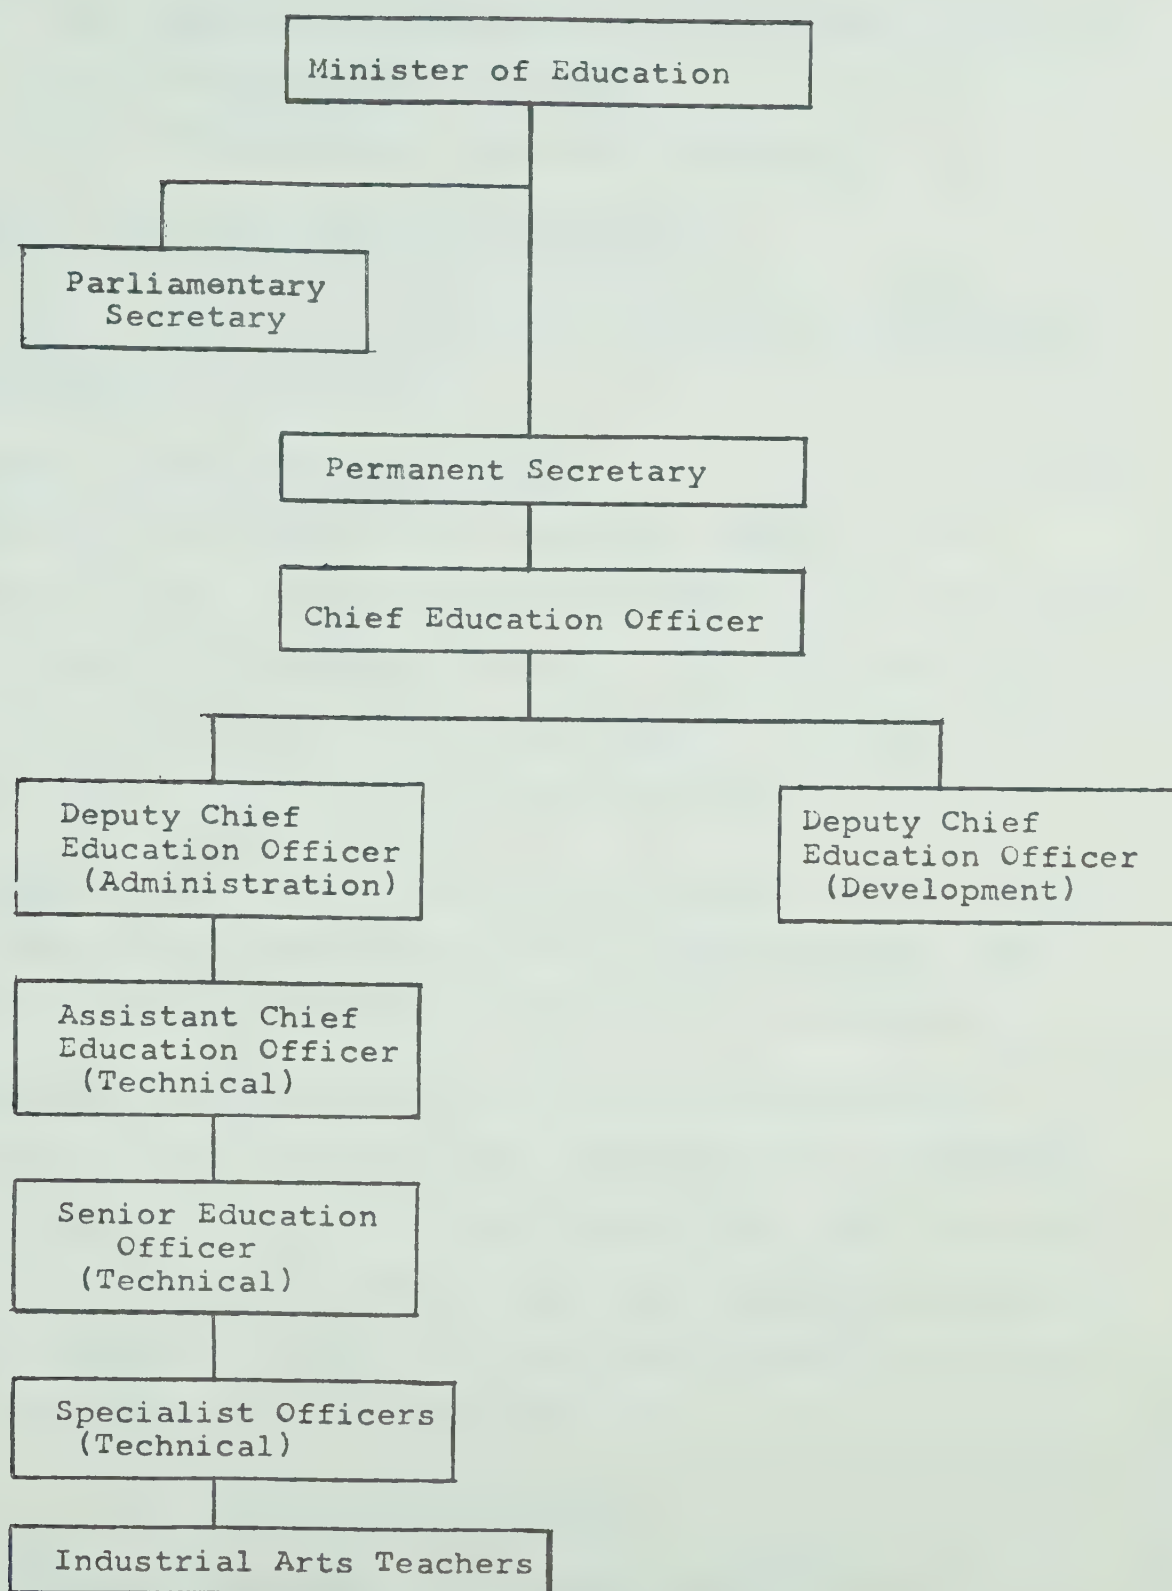 Minister of Education
Parliamentary
Secretary
Permanent Secretary
Chief Education Officer
Deputy Chief
Education Officer
(Administration)
Deputy Chief
Education Officer
(Development)
Assistant Chief
Education Officer
(Technical)
Senior Education
Officer
(Technical)
Specialist Officers
(Technical)
Industrial Arts Teachers